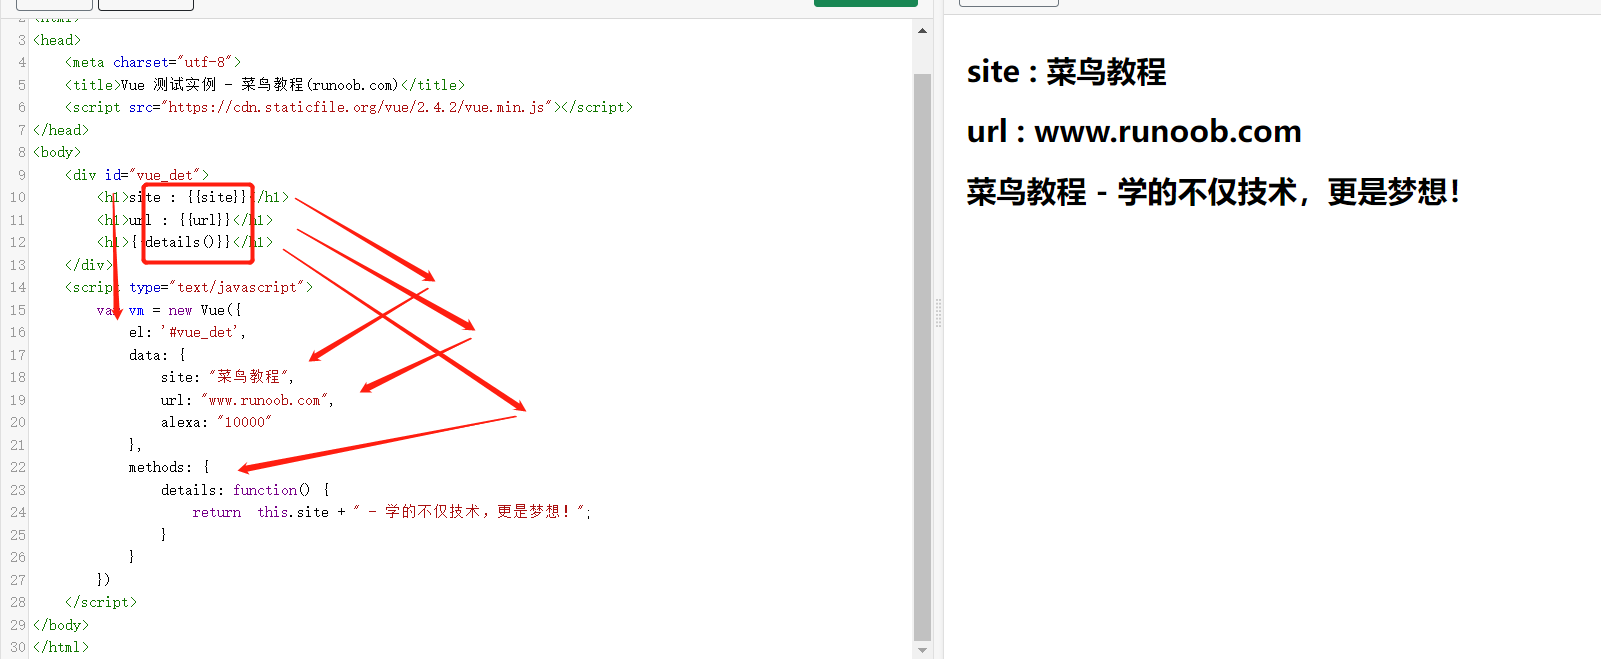 2 <html>
3 <head>
4     <meta charset="utf-8">
5     <title>Vue 测试实例 - 菜鸟教程(runoob.com)</title>
6     <script src="https://cdn.staticfile.org/vue/2.4.2/vue.min.js"></script>
7 </head>
8 <body>
9     <div id="vue_det">
10         <h1>site : {{site}}</h1>
11         <h1>url : {{url}}</h1>
12         <h1>{{details()}}</h1>
13     </div>
14     <script type="text/javascript">
15         var vm = new Vue({
16             el: '#vue_det',
17             data: {
18                 site: "菜鸟教程",
19                 url: "www.runoob.com",
20                 alexa: "10000"
21             },
22             methods: {
23                 details: function() {
24                     return  this.site + " - 学的不仅技术，更是梦想！";
25                 }
26             }
27         })
28     </script>
29 </body>
30 </html>
site : 菜鸟教程
url : www.runoob.com
菜鸟教程 - 学的不仅技术，更是梦想！